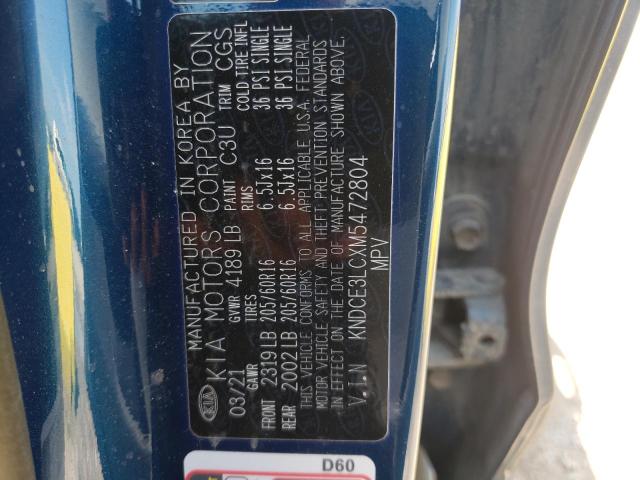 MANUFACTURED IN KOREA BY
KIA KIA MOTORS CORPORATION
03/21 GVWR 4189 LB PAINT C3U TRIM CGS
GAWR TIRES RIMS COLD TIRE INFL
FRONT 2319 LB 205/60R16 6.5Jx16 36 PSI SINGLE
REAR 2002 LB 205/60R16 6.5Jx16 36 PSI SINGLE
THIS VEHICLE CONFORMS TO ALL APPLICABLE U.S.A. FEDERAL
MOTOR VEHICLE SAFETY AND THEFT PREVENTION STANDARDS
IN EFFECT ON THE DATE OF MANUFACTURE SHOWN ABOVE.
V.I.N KNDCE3LCXM5472804
MPV
D60